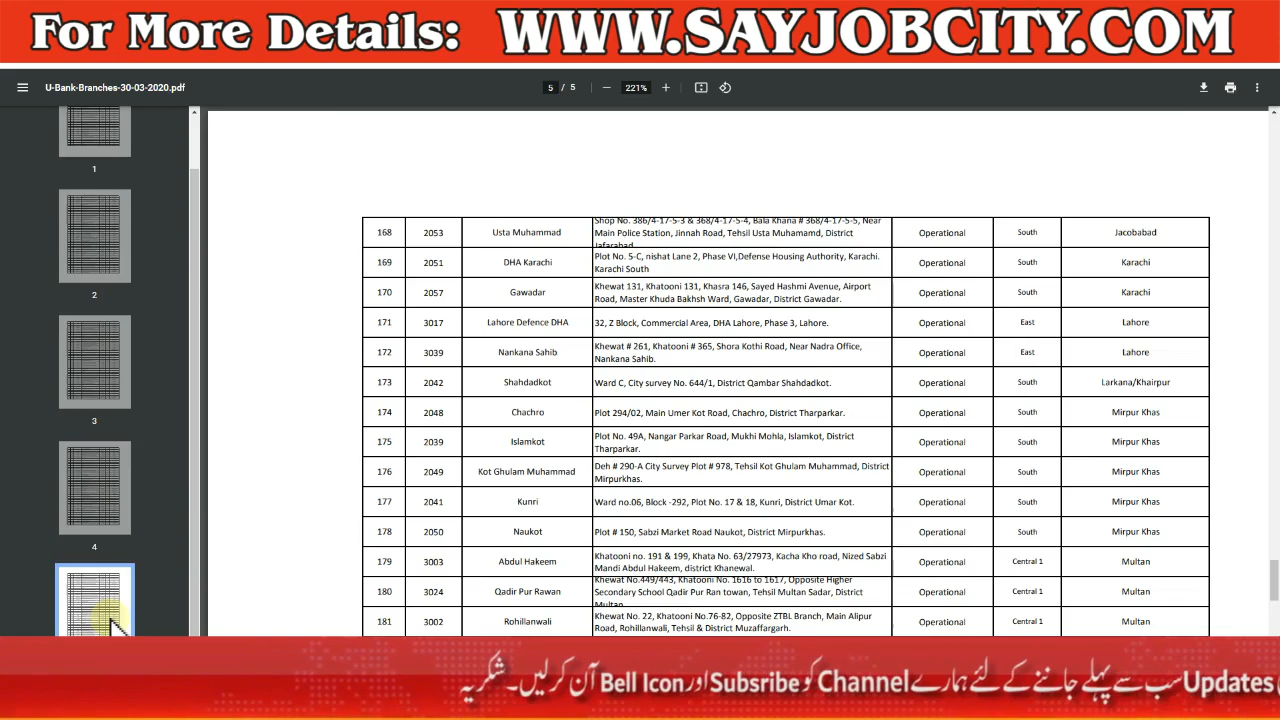 For More Details: WWW.SAYJOBCITY.COM
U-Bank-Branches-30-03-2020.pdf
5 / 5
221%
1
2
3
4
168 2053 Usta Muhammad Shop No. 386/4-17-5-3 & 368/4-17-5-4, Bala Khana # 368/4-17-5-5, Near Operational South Jacobabad
Main Police Station, Jinnah Road, Tehsil Usta Muhamamd, District
Jafarabad
169 2051 DHA Karachi Plot No. 5-C, nishat Lane 2, Phase VI,Defense Housing Authority, Karachi. Operational South Karachi
Karachi South
170 2057 Gawadar Khewat 131, Khatooni 131, Khasra 146, Sayed Hashmi Avenue, Airport Operational South Karachi
Road, Master Khuda Bakhsh Ward, Gawadar, District Gawadar.
171 3017 Lahore Defence DHA 32, Z Block, Commercial Area, DHA Lahore, Phase 3, Lahore. Operational East Lahore
172 3039 Nankana Sahib Khewat # 261, Khatooni # 365, Shora Kothi Road, Near Nadra Office, Operational East Lahore
Nankana Sahib.
173 2042 Shahdadkot Ward C, City survey No. 644/1, District Qambar Shahdadkot. Operational South Larkana/Khairpur
174 2048 Chachro Plot 294/02, Main Umer Kot Road, Chachro, District Tharparkar. Operational South Mirpur Khas
175 2039 Islamkot Plot No. 49A, Nangar Parkar Road, Mukhi Mohla, Islamkot, District Operational South Mirpur Khas
Tharparkar.
176 2049 Kot Ghulam Muhammad Deh # 290-A City Survey Plot # 978, Tehsil Kot Ghulam Muhammad, District Operational South Mirpur Khas
Mirpurkhas.
177 2041 Kunri Ward no.06, Block -292, Plot No. 17 & 18, Kunri, District Umar Kot. Operational South Mirpur Khas
178 2050 Naukot Plot # 150, Sabzi Market Road Naukot, District Mirpurkhas. Operational South Mirpur Khas
179 3003 Abdul Hakeem Khatooni no. 191 & 199, Khata No. 63/27973, Kacha Kho road, Nized Sabzi Operational Central 1 Multan
Mandi Abdul Hakeem, district Khanewal.
180 3024 Qadir Pur Rawan Khewat No.449/443, Khatooni No. 1616 to 1617, Opposite Higher Operational Central 1 Multan
Secondary School Qadir Pur Ran towan, Tehsil Multan Sadar, District
Multan
181 3002 Rohillanwali Khewat No. 22, Khatooni No.76-82, Opposite ZTBL Branch, Main Alipur Operational Central 1 Multan
Road, Rohillanwali, Tehsil & District Muzaffargarh.
Updates سب سے پہلے جاننے کے لئے ہمارے Channel کو Subsribe اور Bell Icon آن کر لیں۔ شکریہ